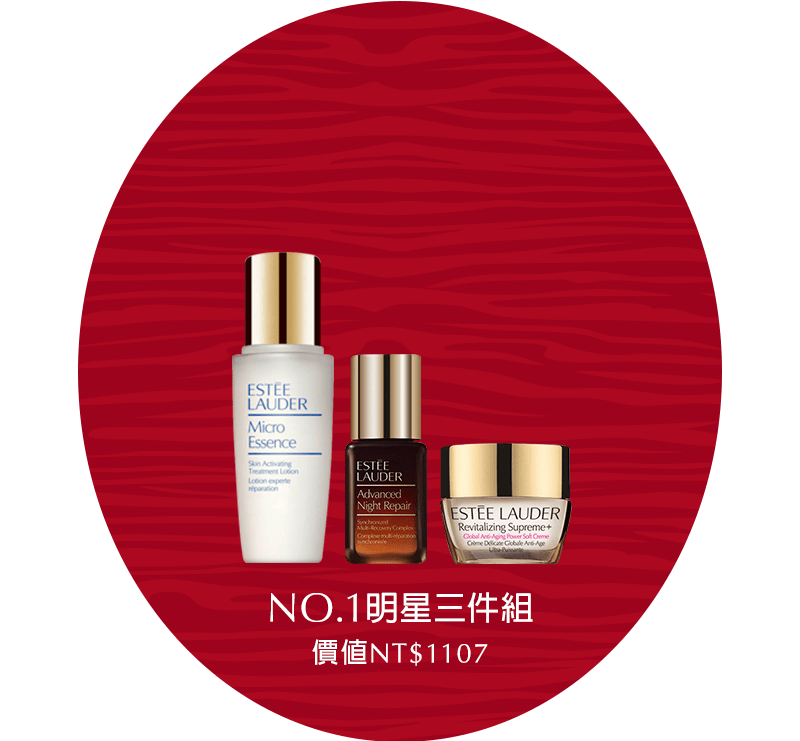 ESTĒE
LAUDER
Micro
Essence
Skin Activating
Treatment Lotion
Lotion experte
réparation
ESTĒE
LAUDER
Advanced
Night Repair
Synchronized
Multi-Recovery Complex
Complexe multi-réparation
synchronisée
ESTĒE LAUDER
Revitalizing Supreme+
Global Anti-Aging Power Soft Creme
Crème Délicate Globale Anti-Age
Ultra-Puissante
NO.1明星三件組
價值NT$1107